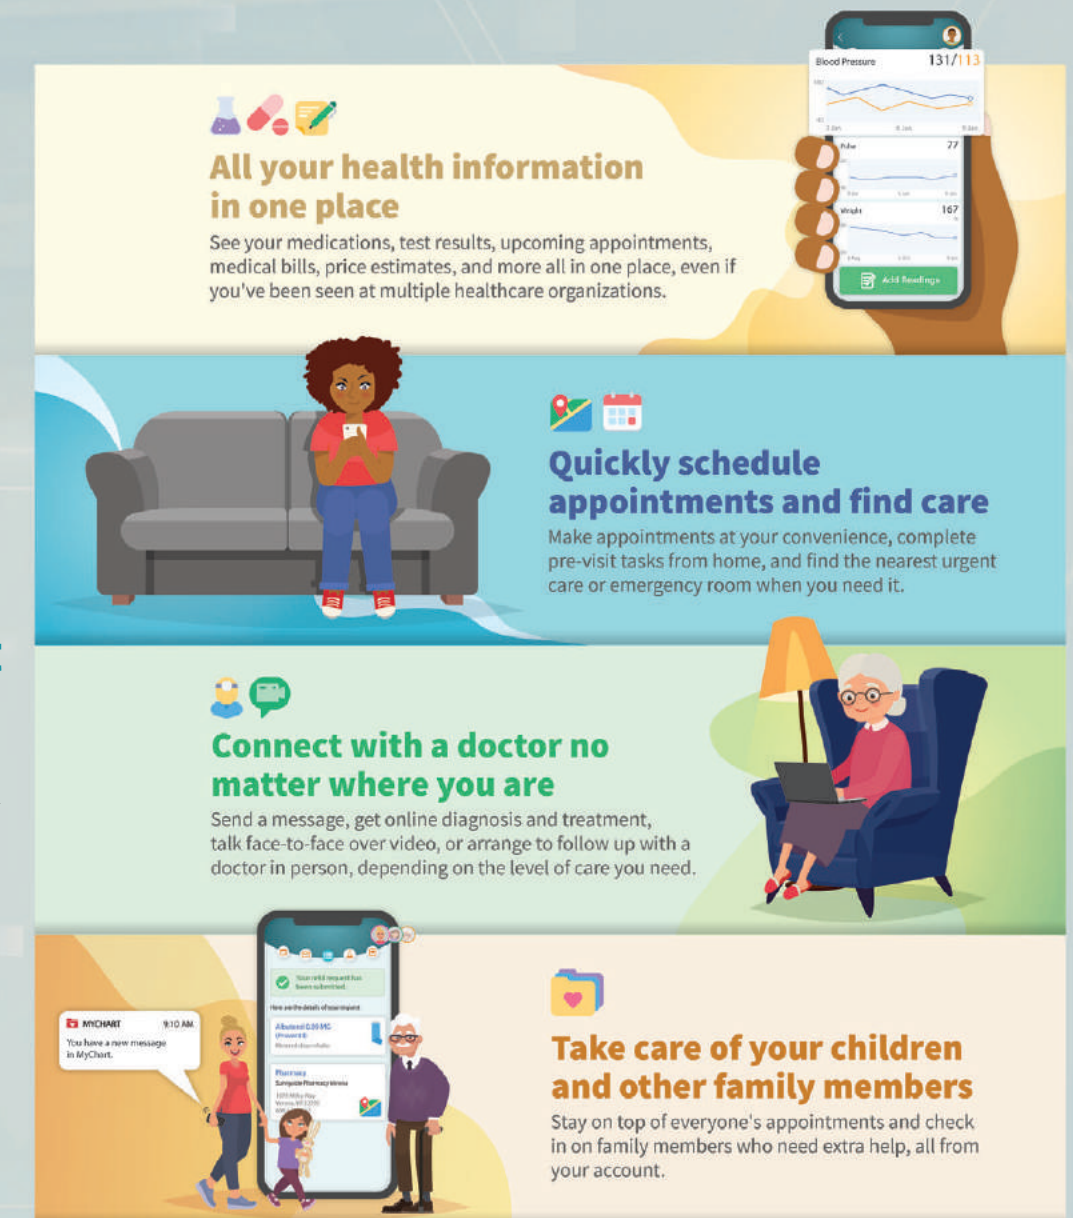 Blood Pressure 131/113
Pulse 77
Weight 167
Add Readings
All your health information
in one place
See your medications, test results, upcoming appointments,
medical bills, price estimates, and more all in one place, even if
you've been seen at multiple healthcare organizations.
Quickly schedule
appointments and find care
Make appointments at your convenience, complete
pre-visit tasks from home, and find the nearest urgent
care or emergency room when you need it.
Connect with a doctor no
matter where you are
Send a message, get online diagnosis and treatment,
talk face-to-face over video, or arrange to follow up with a
doctor in person, depending on the level of care you need.
MYCHART 9:10 AM
You have a new message
in MyChart.
Your refill request has
been submitted.
Here are the details of your request
Pharmacy
Take care of your children
and other family members
Stay on top of everyone's appointments and check
in on family members who need extra help, all from
your account.